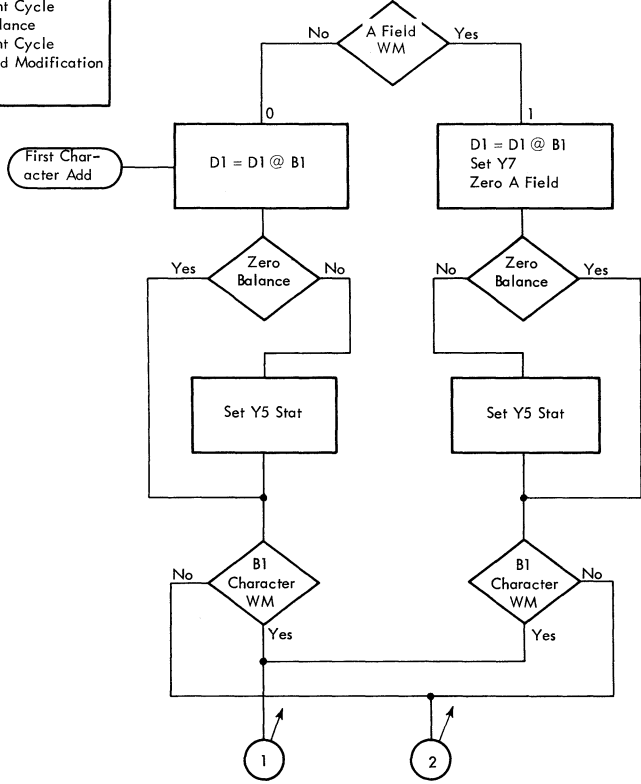 nt Cycle
lance
nt Cycle
d Modification
A Field
WM
No
Yes
0
1
First Char-
acter Add
D1 = D1 @ B1
D1 = D1 @ B1
Set Y7
Zero A Field
Yes
Zero
Balance
No
No
Zero
Balance
Yes
Set Y5 Stat
Set Y5 Stat
No
B1
Character
WM
Yes
B1
Character
WM
No
Yes
1
2